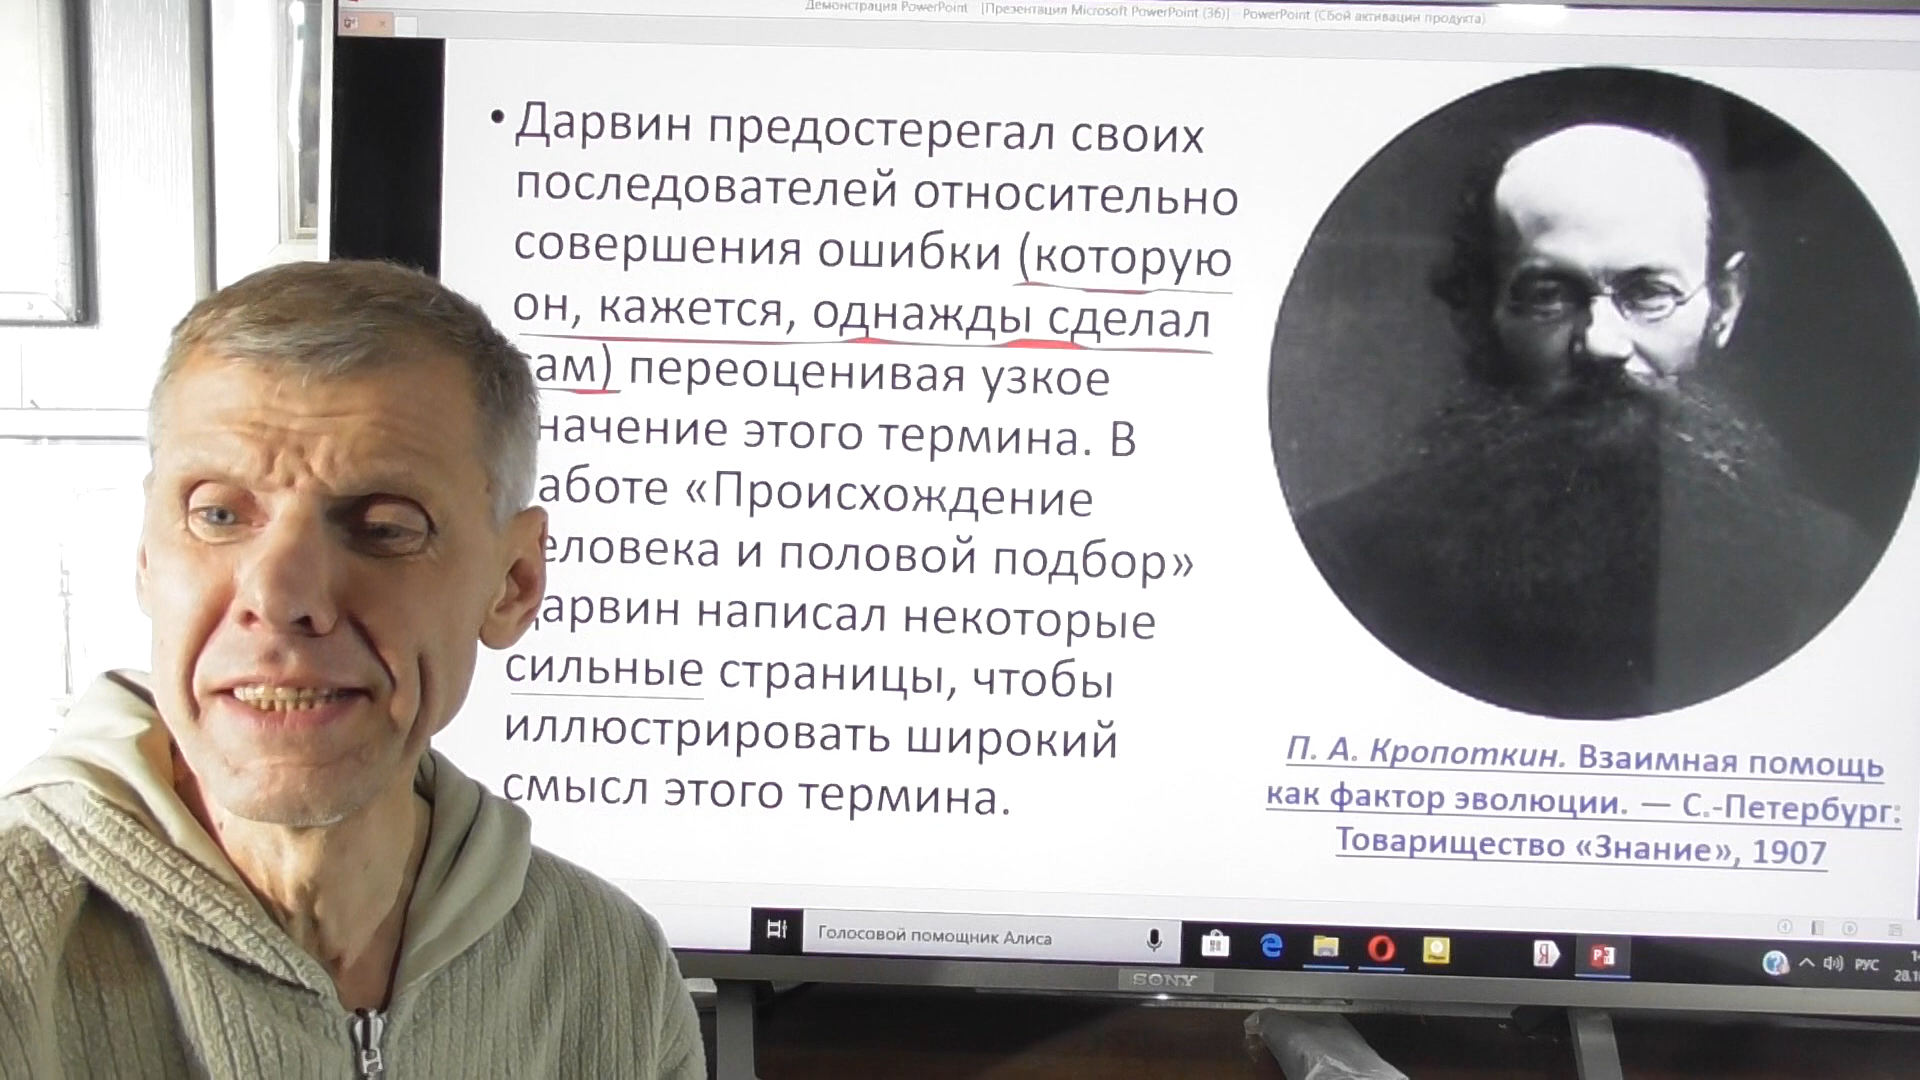 Демонстрация PowerPoint - [Презентация Microsoft PowerPoint (36)] - PowerPoint (Сбой активации продукта)
• Дарвин предостерегал своих
последователей относительно
совершения ошибки (которую
он, кажется, однажды сделал
ам) переоценивая узкое
начение этого термина. В
аботе «Происхождение
еловека и половой подбор»
арвин написал некоторые
сильные страницы, чтобы
иллюстрировать широкий
смысл этого термина.
П. А. Кропоткин. Взаимная помощь
как фактор эволюции. — С.-Петербург:
Товарищество «Знание», 1907
Голосовой помощник Алиса
Я
РУС
SONY